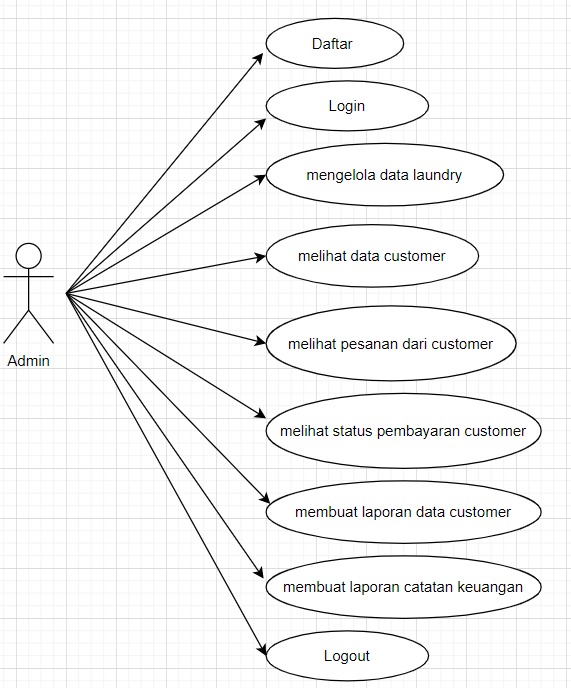 Daftar
Login
mengelola data laundry
melihat data customer
Admin
melihat pesanan dari customer
melihat status pembayaran customer
membuat laporan data customer
membuat laporan catatan keuangan
Logout